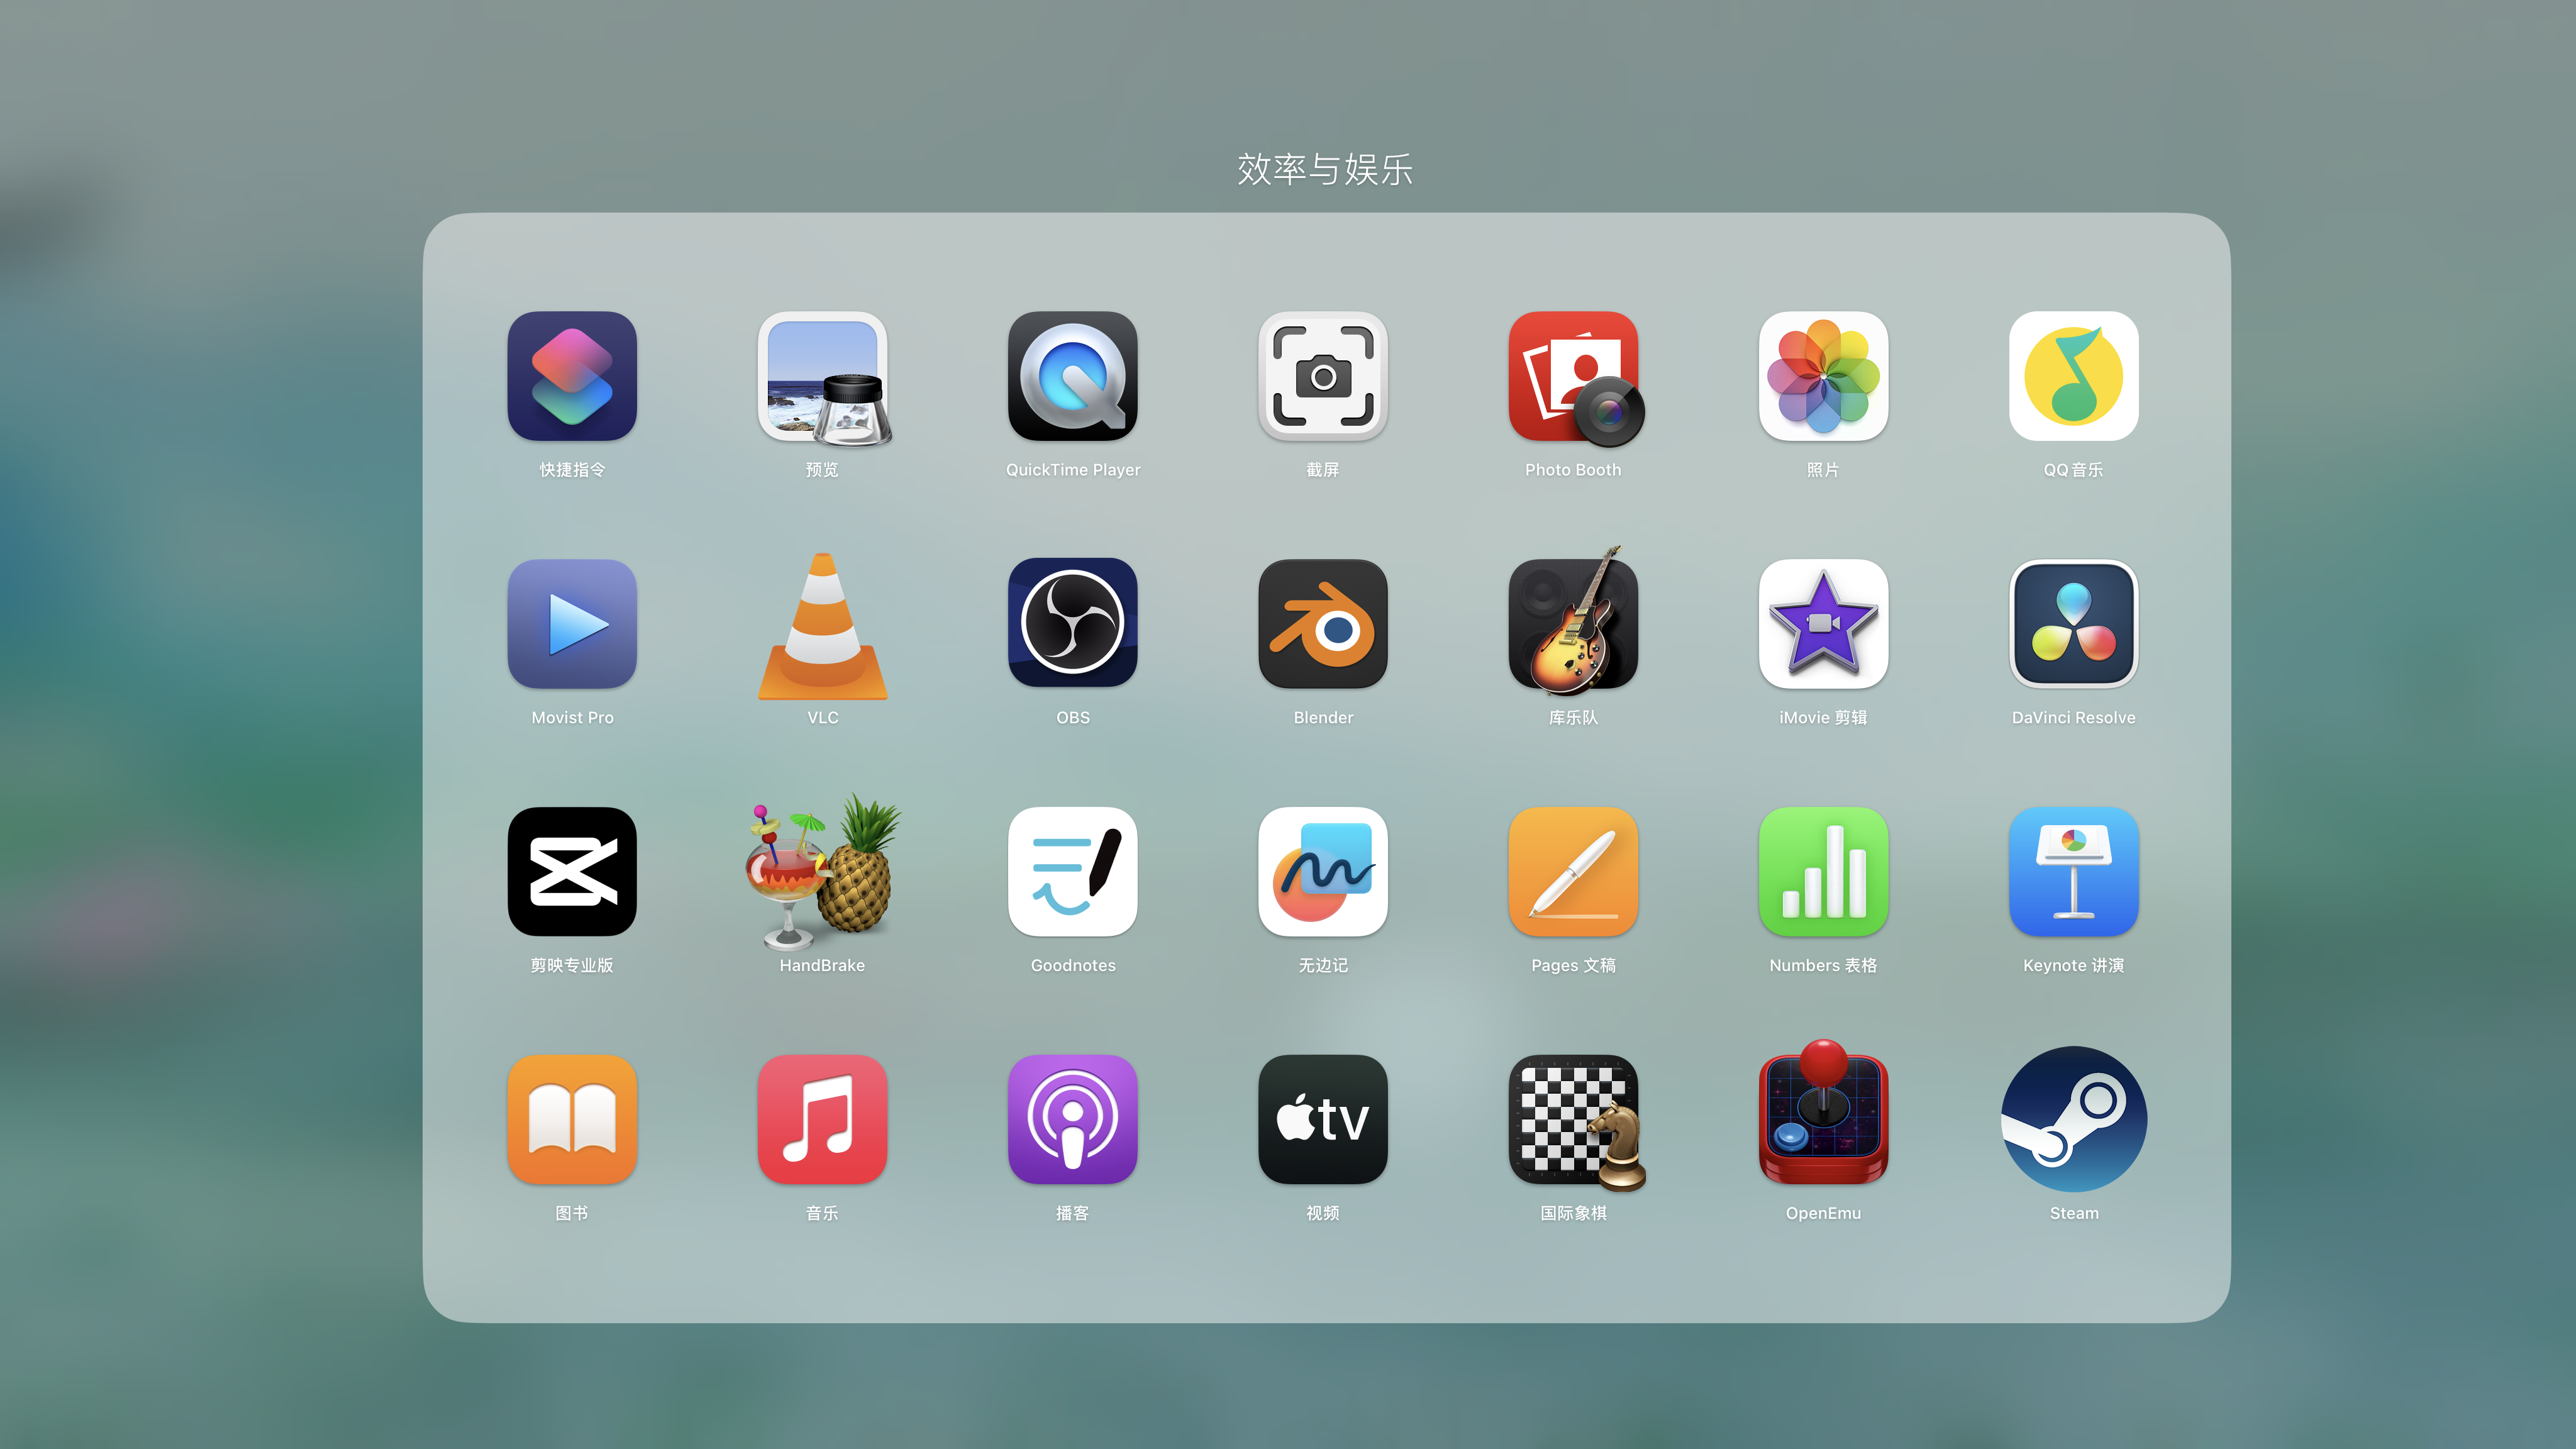 效率与娱乐
快捷指令
预览
QuickTime Player
截屏
Photo Booth
照片
QQ音乐
Movist Pro
VLC
OBS
Blender
库乐队
iMovie 剪辑
DaVinci Resolve
剪映专业版
HandBrake
Goodnotes
无边记
Pages 文稿
Numbers 表格
Keynote 讲演
tv
图书
音乐
播客
视频
国际象棋
OpenEmu
Steam